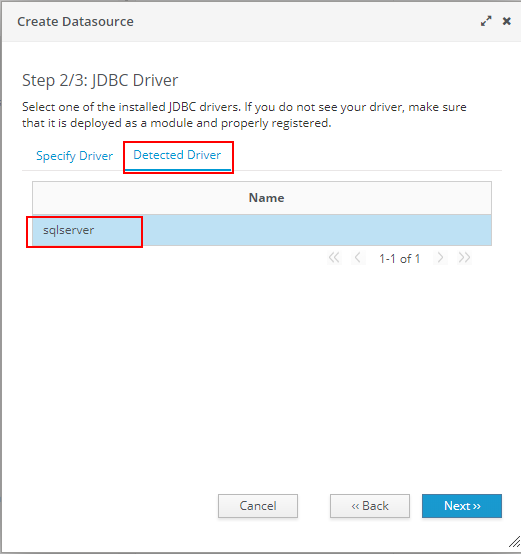 Create Datasource
Step 2/3: JDBC Driver
Select one of the installed JDBC drivers. If you do not see your driver, make sure
that it is deployed as a module and properly registered.
Specify Driver Detected Driver
Name
sqlserver
1-1 of 1
Cancel ‹‹ Back Next ››